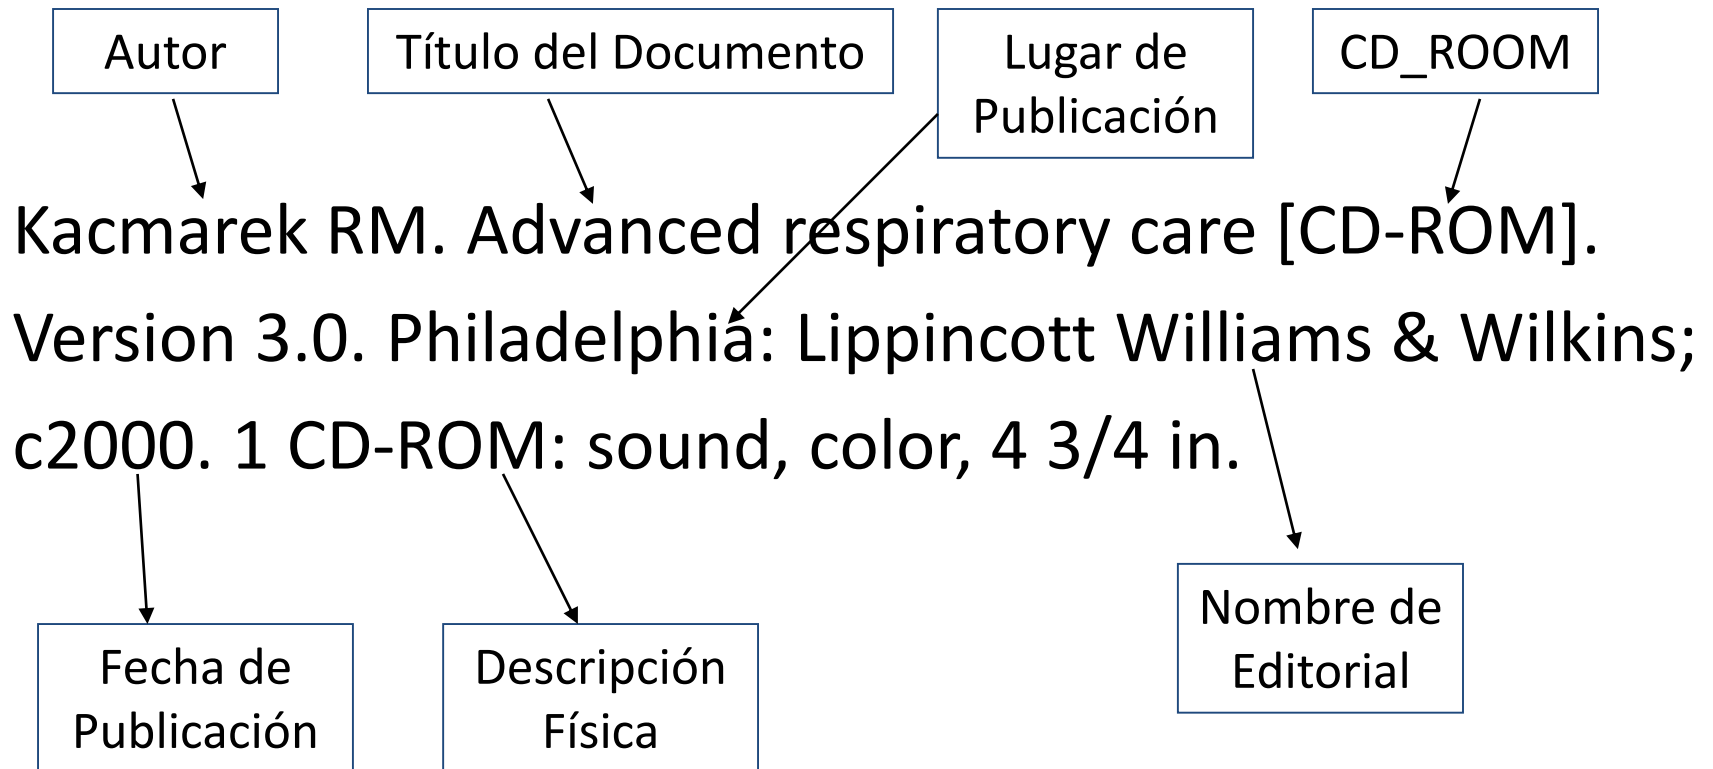 Autor
Título del Documento
Lugar de
Publicación
CD_ROOM
Kacmarek RM. Advanced respiratory care [CD-ROM].
Version 3.0. Philadelphia: Lippincott Williams & Wilkins;
c2000. 1 CD-ROM: sound, color, 4 3/4 in.
Fecha de
Publicación
Descripción
Física
Nombre de
Editorial